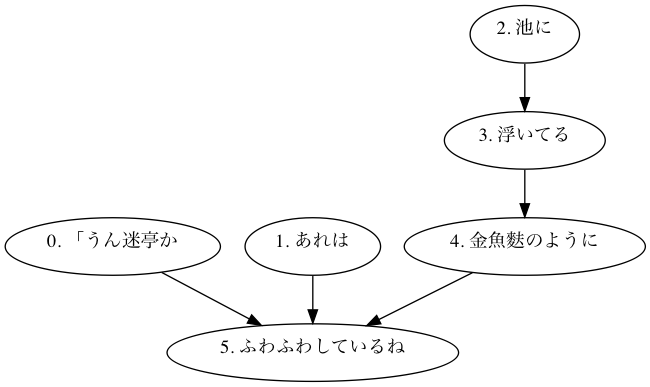 2. 池に
3. 浮いてる
0. 「うん迷亭か
1. あれは
4. 金魚麩のように
5. ふわふわしているね